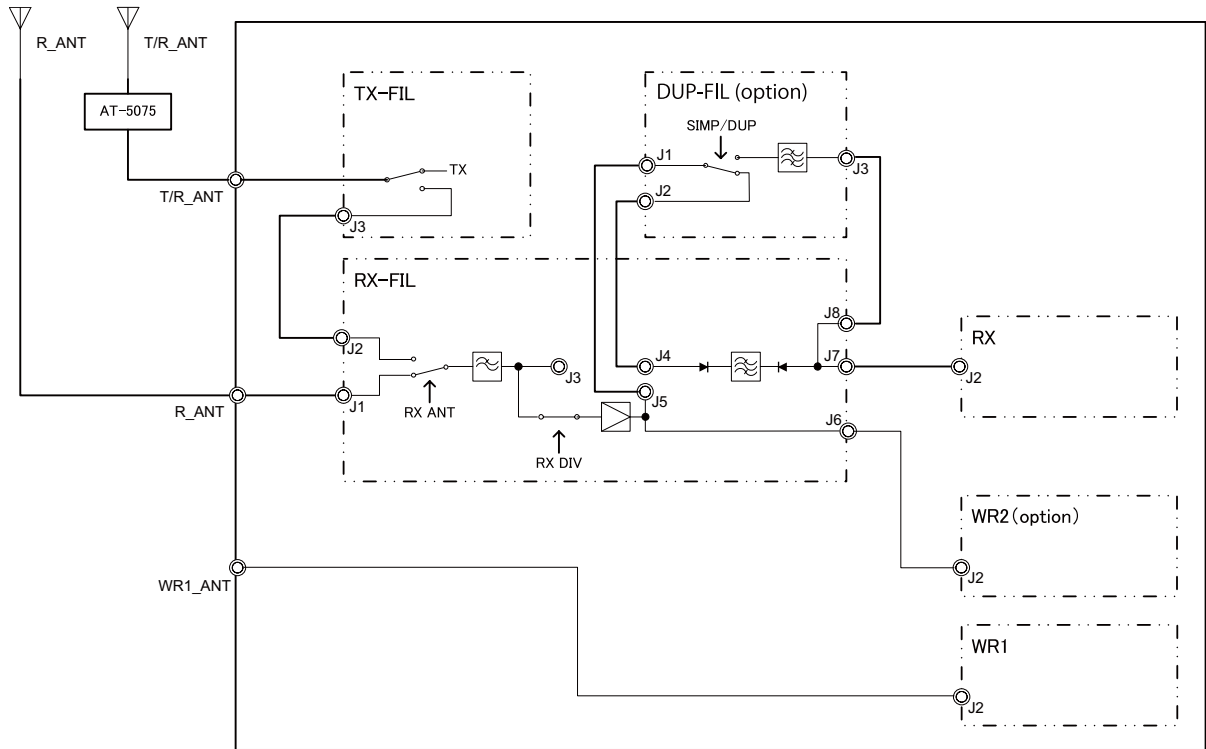 R_ANT
T/R_ANT
AT-5075
TX-FIL
DUP-FIL (option)
SIMP/DUP
TX
J1
J3
J2
T/R_ANT
J3
RX-FIL
J8
RX
J2
J4
J7
J3
J2
J1
RX ANT
J5
R_ANT
J6
RX DIV
WR2(option)
J2
WR1_ANT
WR1
J2